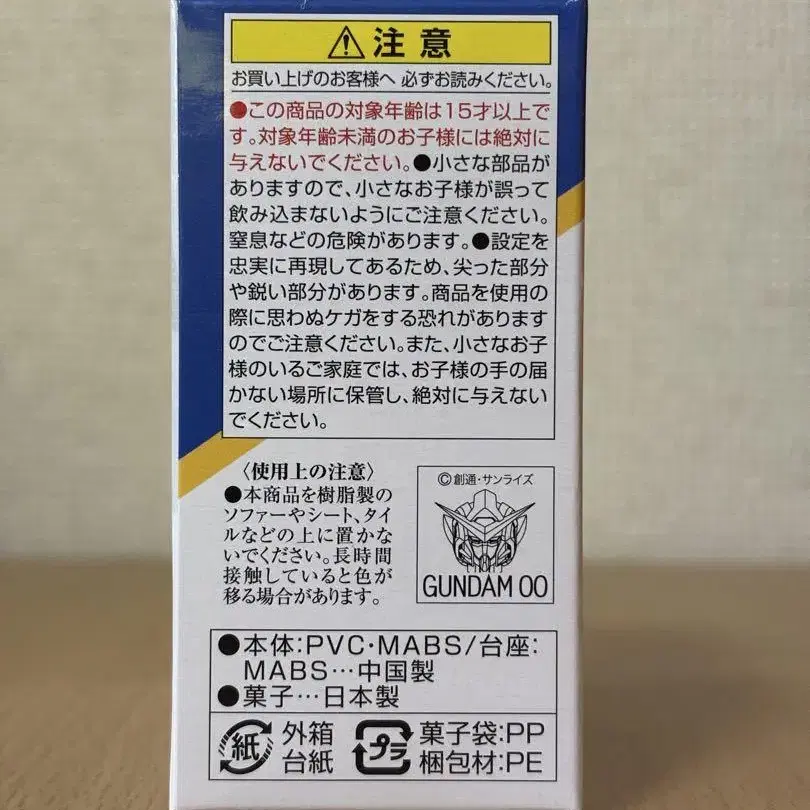 ⚠注意
お買い上げのお客様へ 必ずお読みください。
●この商品の対象年齢は15才以上で
す。対象年齢未満のお子様には絶対に
与えないでください。●小さな部品が
ありますので、小さなお子様が誤って
飲み込まないようにご注意ください。
窒息などの危険があります。●設定を
忠実に再現してあるため、尖った部分
や鋭い部分があります。商品を使用の
際に思わぬケガをする恐れがあります
のでご注意ください。また、小さなお子
様のいるご家庭では、お子様の手の届
かない場所に保管し、絶対に与えない
でください。
〈使用上の注意〉
●本商品を樹脂製の
ソファーやシート、タイ
ルなどの上に置かな
いでください。長時間
接触していると色が
移る場合があります。
©創通・サンライズ
GUNDAM 00
●本体:PVC・MABS/台座:
MABS…中国製
●菓子…日本製
紙 外箱
台紙
プラ 菓子袋:PP
梱包材:PE